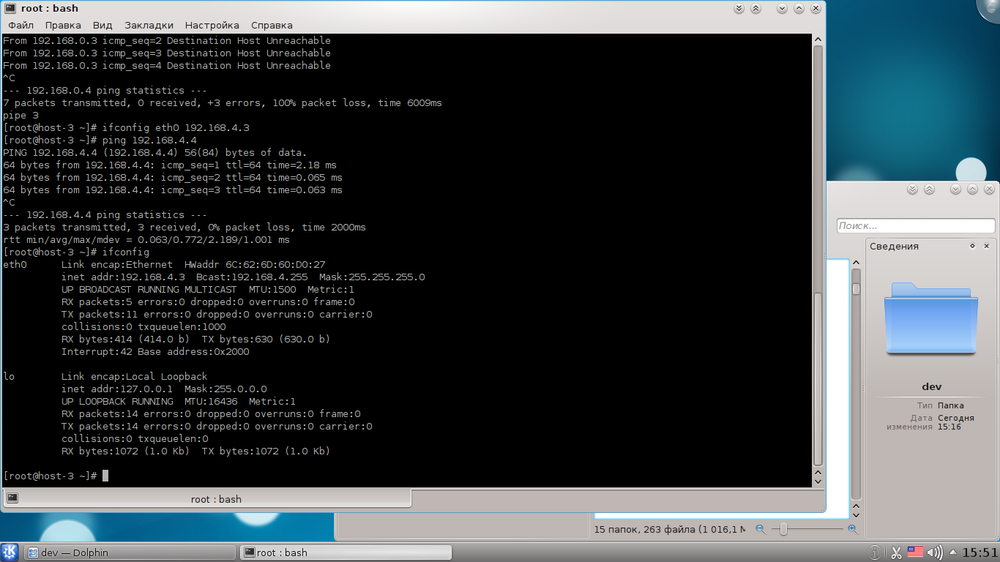 root : bash
Файл Правка Вид Закладки Настройка Справка
From 192.168.0.3 icmp_seq=2 Destination Host Unreachable
From 192.168.0.3 icmp_seq=3 Destination Host Unreachable
From 192.168.0.3 icmp_seq=4 Destination Host Unreachable
^C
--- 192.168.0.4 ping statistics ---
7 packets transmitted, 0 received, +3 errors, 100% packet loss, time 6009ms
pipe 3
[root@host-3 ~]# ifconfig eth0 192.168.4.3
[root@host-3 ~]# ping 192.168.4.4
PING 192.168.4.4 (192.168.4.4) 56(84) bytes of data.
64 bytes from 192.168.4.4: icmp_seq=1 ttl=64 time=2.18 ms
64 bytes from 192.168.4.4: icmp_seq=2 ttl=64 time=0.065 ms
64 bytes from 192.168.4.4: icmp_seq=3 ttl=64 time=0.063 ms
^C
--- 192.168.4.4 ping statistics ---
3 packets transmitted, 3 received, 0% packet loss, time 2000ms
rtt min/avg/max/mdev = 0.063/0.772/2.189/1.001 ms
[root@host-3 ~]# ifconfig
eth0      Link encap:Ethernet  HWaddr 6C:62:6D:60:D0:27
          inet addr:192.168.4.3  Bcast:192.168.4.255  Mask:255.255.255.0
          UP BROADCAST RUNNING MULTICAST  MTU:1500  Metric:1
          RX packets:5 errors:0 dropped:0 overruns:0 frame:0
          TX packets:11 errors:0 dropped:0 overruns:0 carrier:0
          collisions:0 txqueuelen:1000
          RX bytes:414 (414.0 b)  TX bytes:630 (630.0 b)
          Interrupt:42 Base address:0x2000
lo        Link encap:Local Loopback
          inet addr:127.0.0.1  Mask:255.0.0.0
          UP LOOPBACK RUNNING  MTU:16436  Metric:1
          RX packets:14 errors:0 dropped:0 overruns:0 frame:0
          TX packets:14 errors:0 dropped:0 overruns:0 carrier:0
          collisions:0 txqueuelen:0
          RX bytes:1072 (1.0 Kb)  TX bytes:1072 (1.0 Kb)
[root@host-3 ~]#
root : bash
Поиск...
Сведения
dev
Тип Папка
Дата изменения Сегодня 15:16
15 папок, 263 файла (1 016,1 М
dev — Dolphin
root : bash
15:51